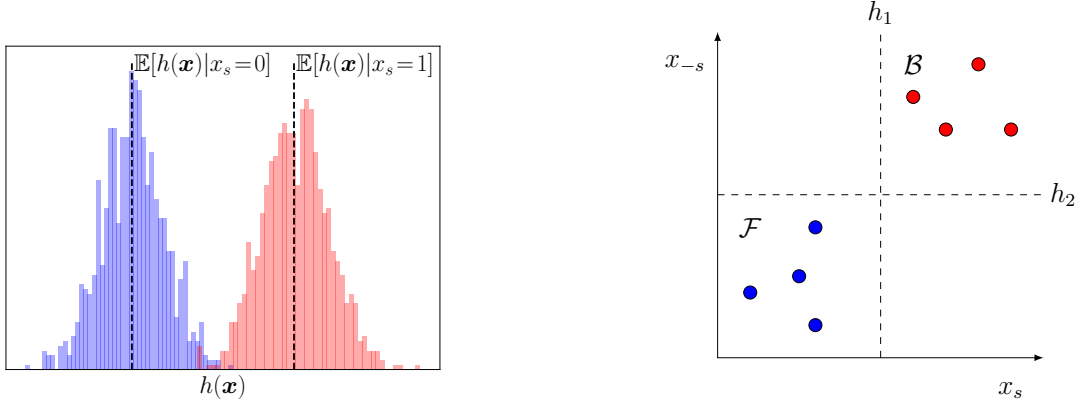 𝔼[h(𝒙)|x_s=0] 𝔼[h(𝒙)|x_s=1]
h(𝒙)
h_1
x_{-s}
ℬ
h_2
ℱ
x_s